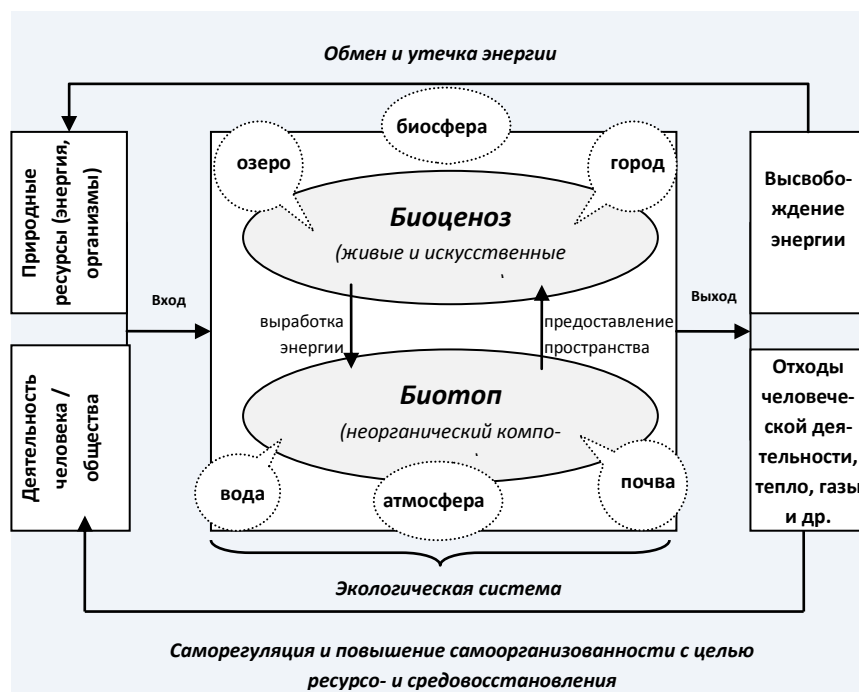 Обмен и утечка энергии
Природные
ресурсы (энергия,
организмы)
Деятельность
человека /
общества
Вход
биосфера
озеро
город
Биоценоз
(живые и искусственные
выработка
энергии
предоставление
пространства
Биотоп
(неорганический компо-
вода
атмосфера
почва
Выход
Высвобо-
ждение
энергии
Отходы
человече-
ской дея-
тельности,
тепло, газы
и др.
Экологическая система
Саморегуляция и повышение самоорганизованности с целью
ресурсо- и средовосстановления